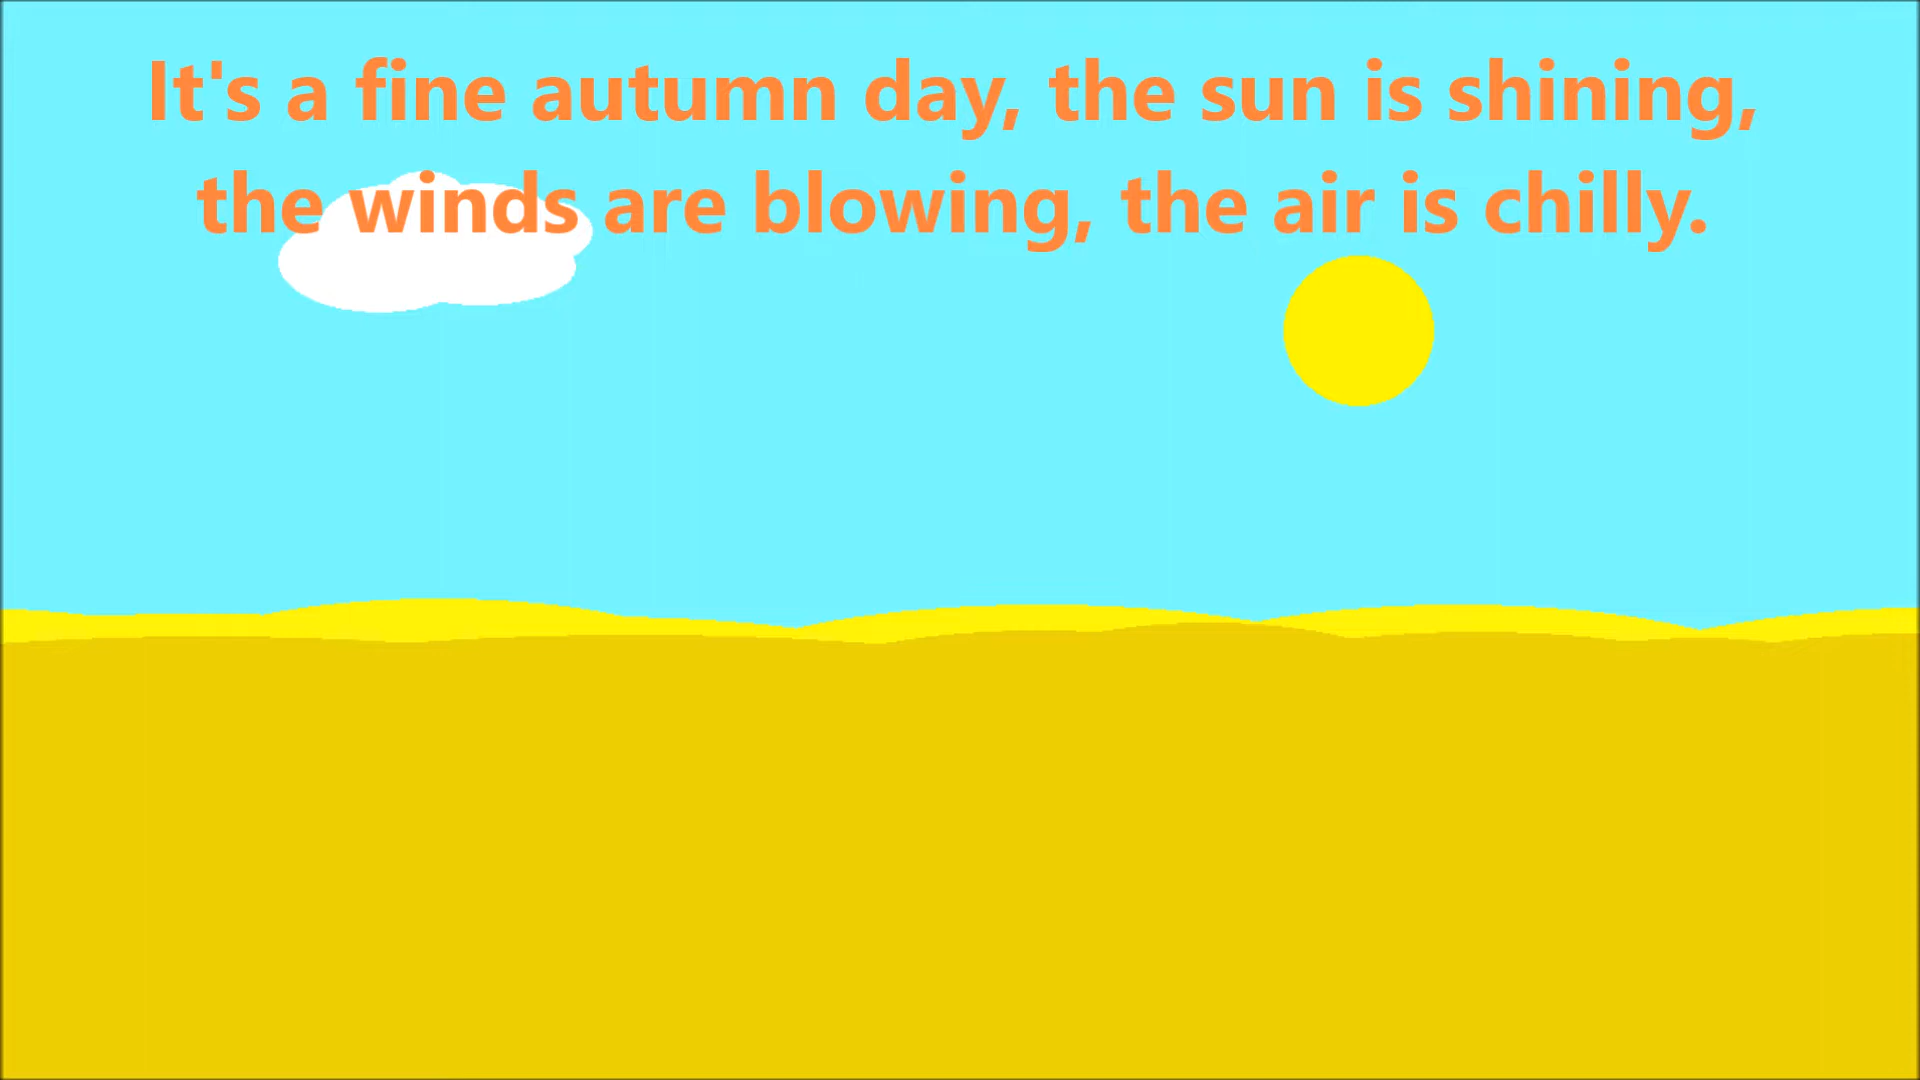 It's a fine autumn day, the sun is shining,
the winds are blowing, the air is chilly.